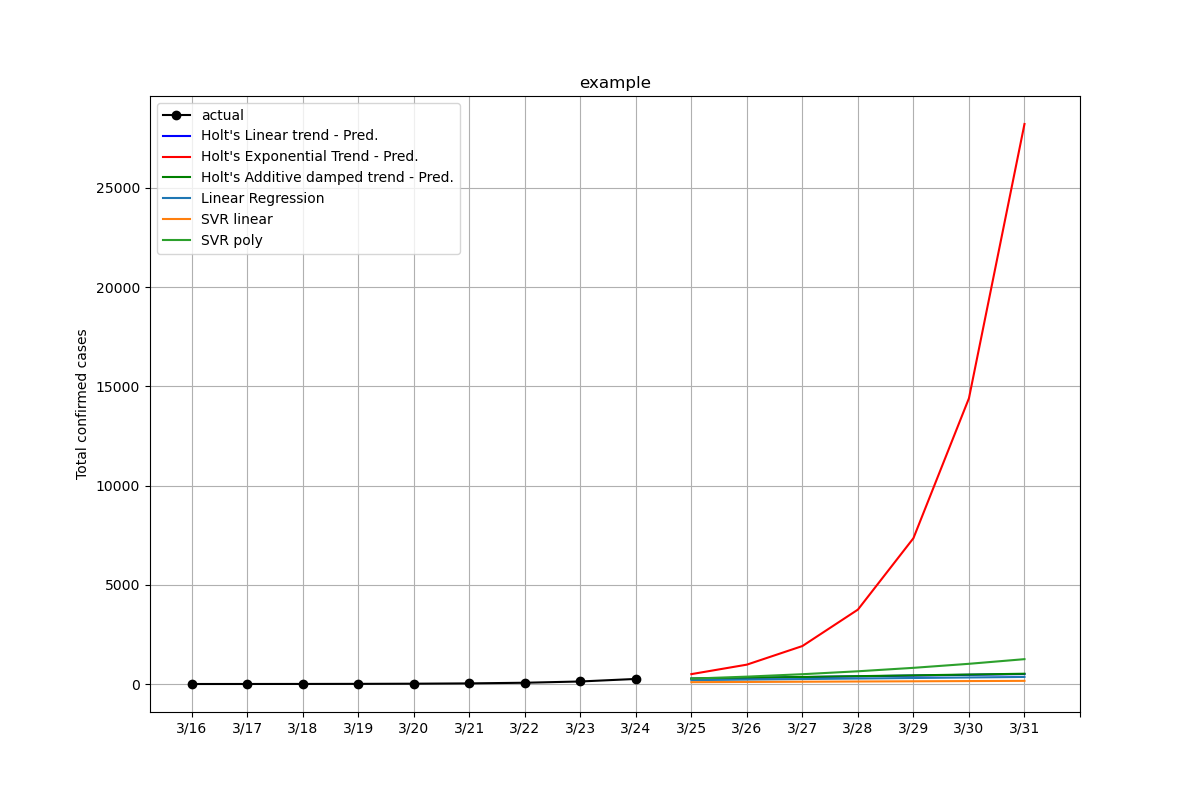 example
actual
Holt's Linear trend - Pred.
Holt's Exponential Trend - Pred.
Holt's Additive damped trend - Pred.
Linear Regression
SVR linear
SVR poly
Total confirmed cases
25000
20000
15000
10000
5000
0
3/16 3/17 3/18 3/19 3/20 3/21 3/22 3/23 3/24 3/25 3/26 3/27 3/28 3/29 3/30 3/31